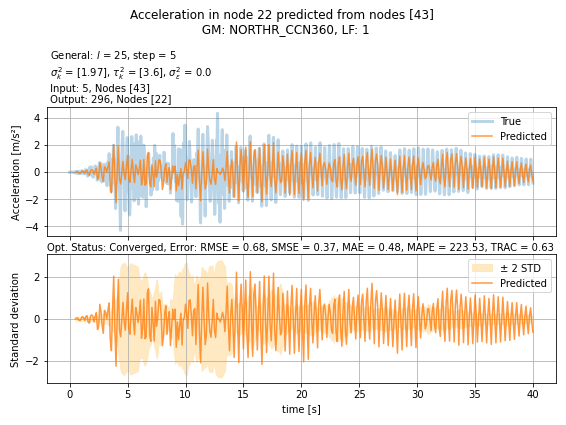 Acceleration in node 22 predicted from nodes [43]
GM: NORTHR_CCN360, LF: 1
General: l = 25, step = 5
σ²ₖ = [1.97], τ²ₖ = [3.6], σ²ε = 0.0
Input: 5, Nodes [43]
Output: 296, Nodes [22]
Acceleration [m/s²]
4
2
0
−2
−4
True
Predicted
Opt. Status: Converged, Error: RMSE = 0.68, SMSE = 0.37, MAE = 0.48, MAPE = 223.53, TRAC = 0.63
Standard deviation
2
0
−2
± 2 STD
Predicted
0 5 10 15 20 25 30 35 40
time [s]